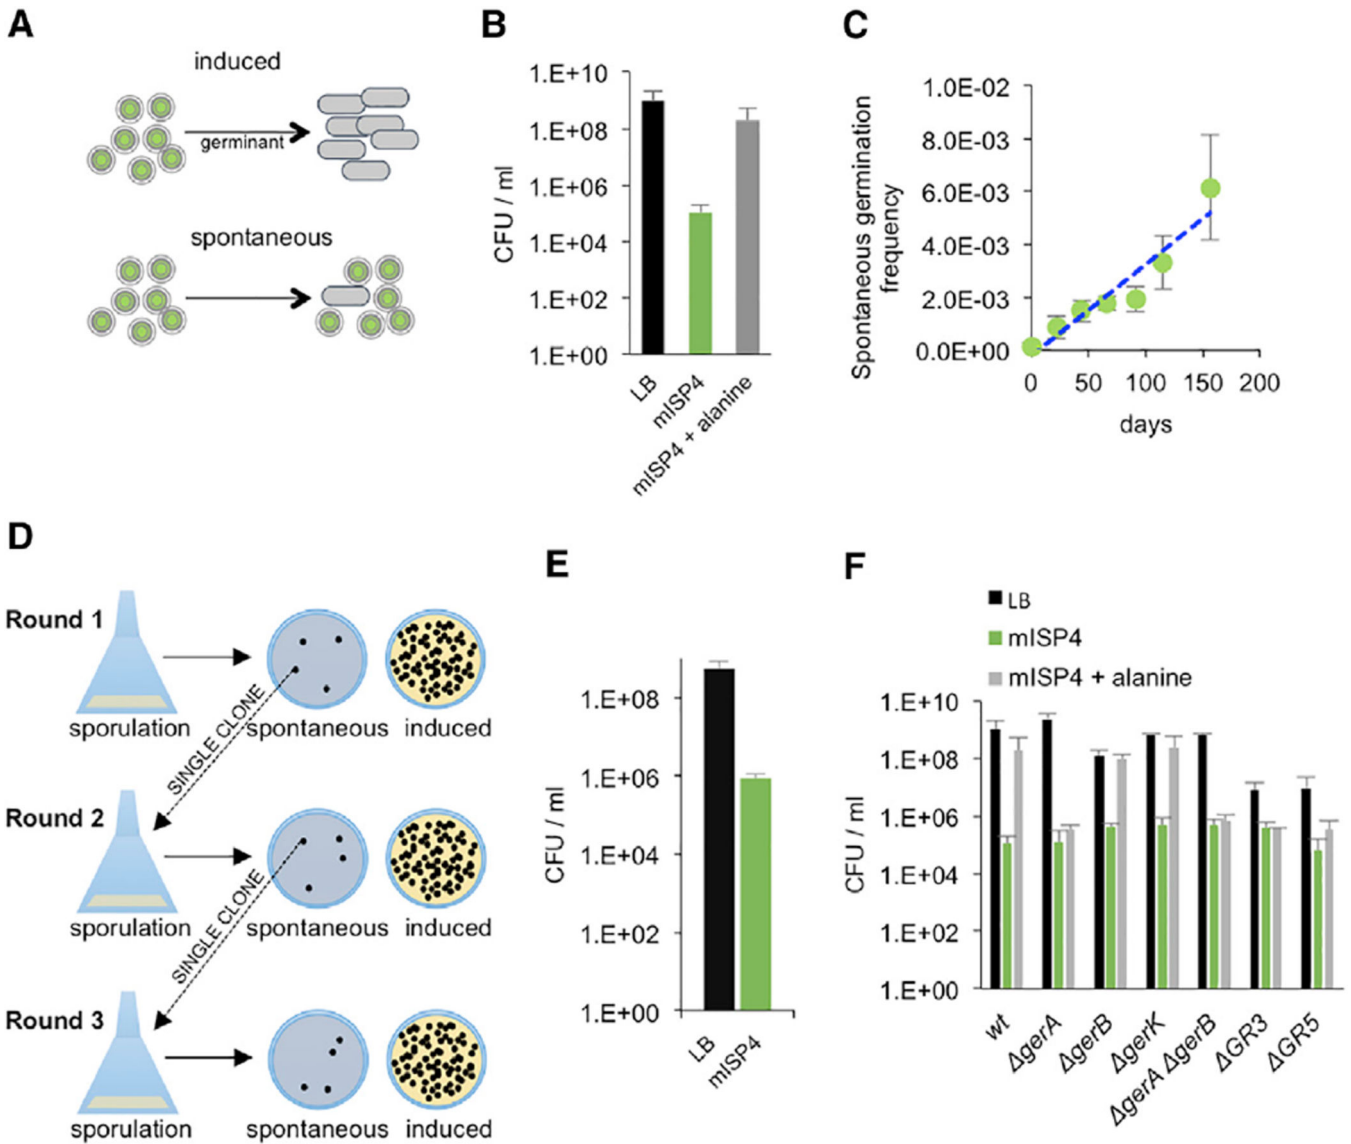 A
induced
germinant
spontaneous
B
CFU / ml
1.E+10
1.E+08
1.E+06
1.E+04
1.E+02
1.E+00
LB
mISP4
mISP4 + alanine
C
Spontaneous germination
frequency
1.0E-02
8.0E-03
6.0E-03
4.0E-03
2.0E-03
0.0E+00
0 50 100 150 200
days
D
Round 1
sporulation
spontaneous
induced
SINGLE CLONE
Round 2
sporulation
spontaneous
induced
SINGLE CLONE
Round 3
sporulation
spontaneous
induced
E
CFU / ml
1.E+08
1.E+06
1.E+04
1.E+02
1.E+00
LB
mISP4
F
LB
mISP4
mISP4 + alanine
CFU / ml
1.E+10
1.E+08
1.E+06
1.E+04
1.E+02
1.E+00
wt
ΔgerA
ΔgerB
ΔgerK
ΔgerA ΔgerB
ΔGR3
ΔGR5